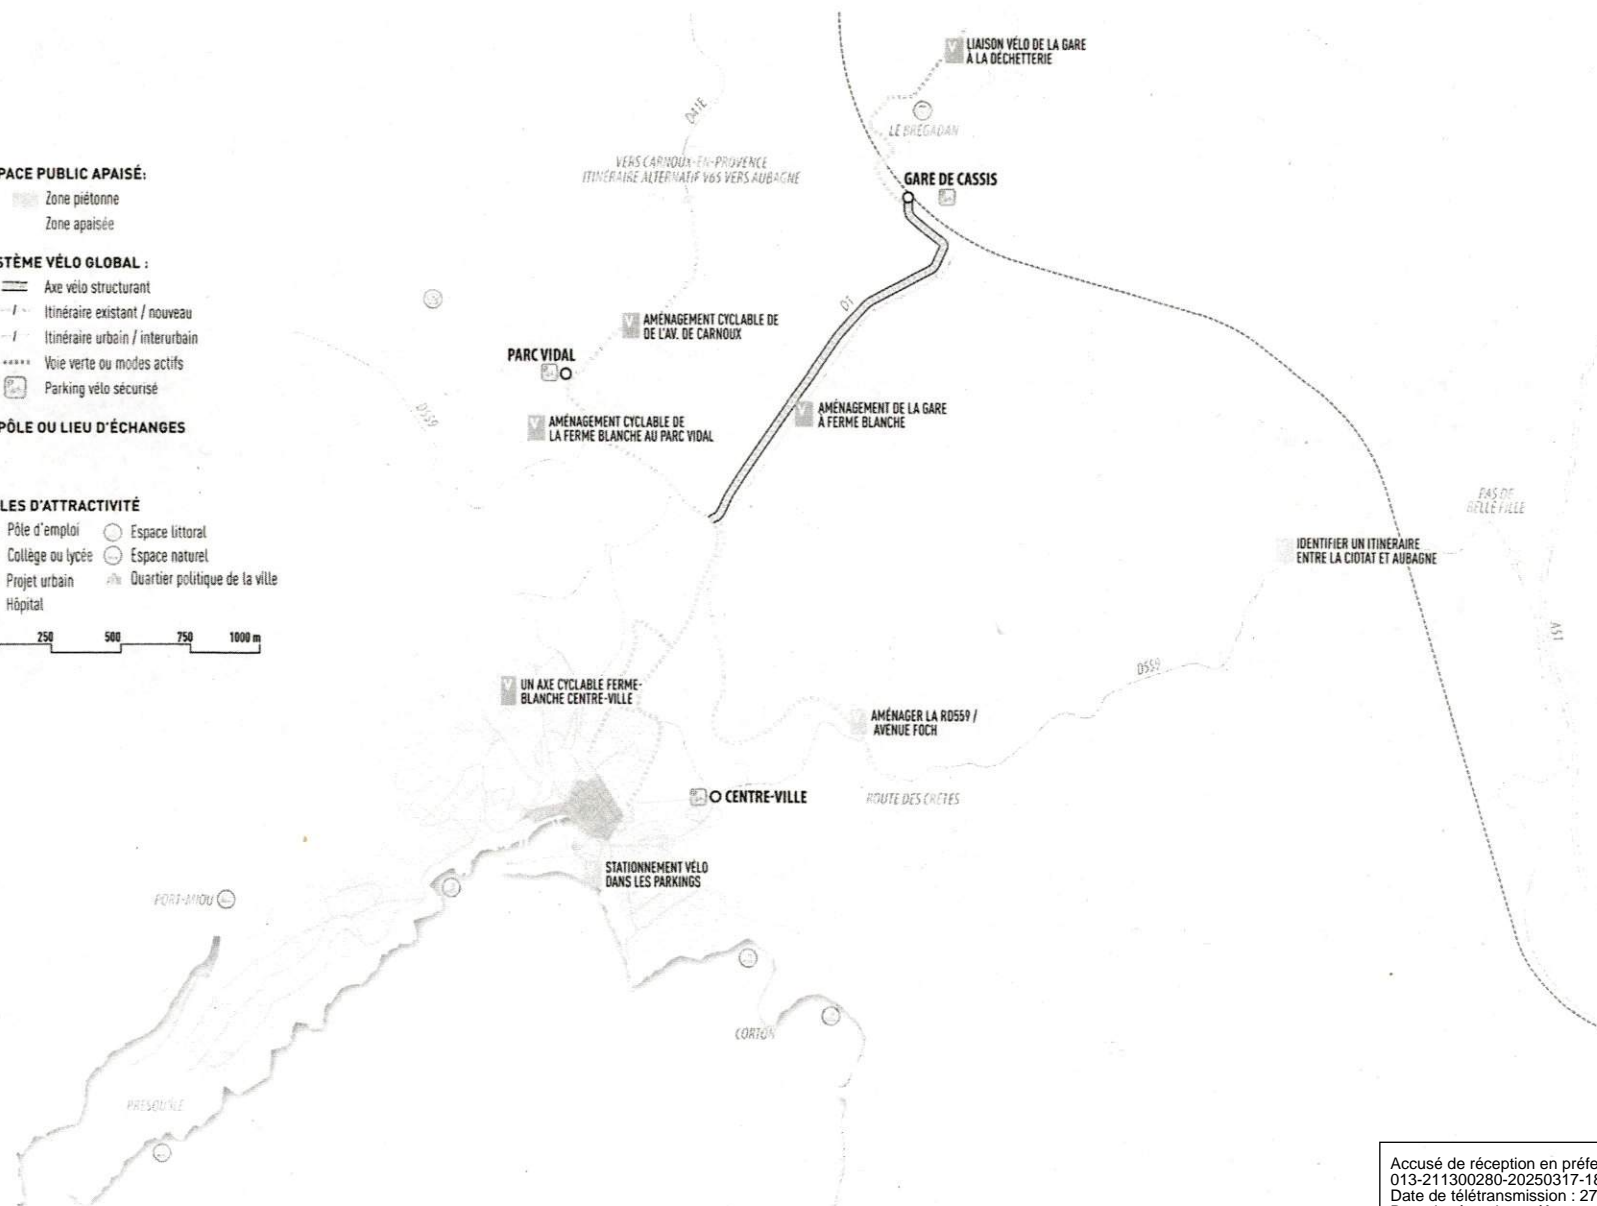 LIAISON VÉLO DE LA GARE
À LA DÉCHETTERIE
D41E
LE BRÉGADAN
VERS CARNOUX-EN-PROVENCE
ITINÉRAIRE ALTERNATIF V65 VERS AUBAGNE
GARE DE CASSIS
PACE PUBLIC APAISÉ:
Zone piétonne
Zone apaisée
STÈME VÉLO GLOBAL :
Axe vélo structurant
Itinéraire existant / nouveau
Itinéraire urbain / interurbain
Voie verte ou modes actifs
Parking vélo sécurisé
PÔLE OU LIEU D'ÉCHANGES
LES D'ATTRACTIVITÉ
Pôle d'emploi
Espace littoral
Collège ou lycée
Espace naturel
Projet urbain
Quartier politique de la ville
Hôpital
250 500 750 1000 m
D1
AMÉNAGEMENT CYCLABLE DE
DE L'AV. DE CARNOUX
PARC VIDAL
D559
AMÉNAGEMENT CYCLABLE DE
LA FERME BLANCHE AU PARC VIDAL
AMÉNAGEMENT DE LA GARE
À FERME BLANCHE
PAS DE
BELLE FILLE
IDENTIFIER UN ITINÉRAIRE
ENTRE LA CIOTAT ET AUBAGNE
A51
D559
UN AXE CYCLABLE FERME-
BLANCHE CENTRE-VILLE
AMÉNAGER LA RD559 /
AVENUE FOCH
CENTRE-VILLE
ROUTE DES CRÊTES
STATIONNEMENT VÉLO
DANS LES PARKINGS
PORT-MIOU
CORTON
PRESQU'ÎLE
Accusé de réception en préfe
013-211300280-20250317-18
Date de télétransmission : 27